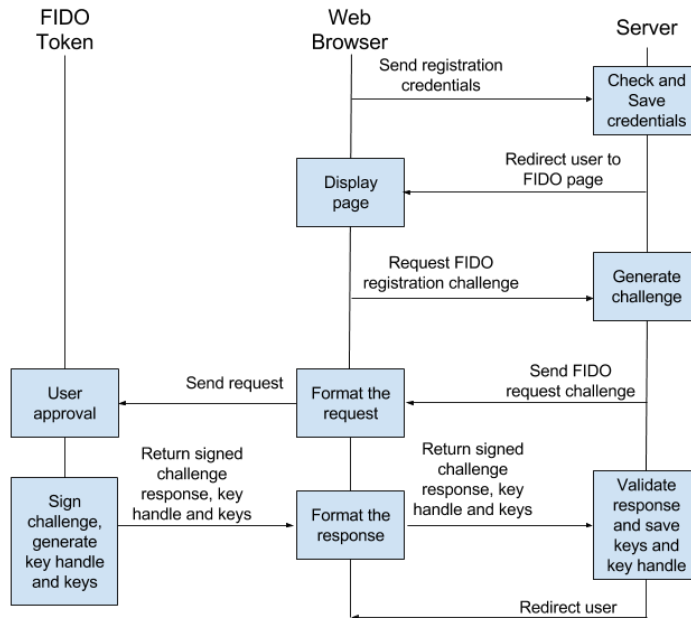 FIDO
Token
Web
Browser
Server
Send registration
credentials
Check and
Save
credentials
Redirect user to
FIDO page
Display
page
Request FIDO
registration challenge
Generate
challenge
Send FIDO
request challenge
Send request
Format the
request
User
approval
Return signed
challenge
response, key
handle and keys
Return signed
challenge
response, key
handle and keys
Sign
challenge,
generate
key handle
and keys
Format the
response
Validate
response
and save
keys and
key handle
Redirect user